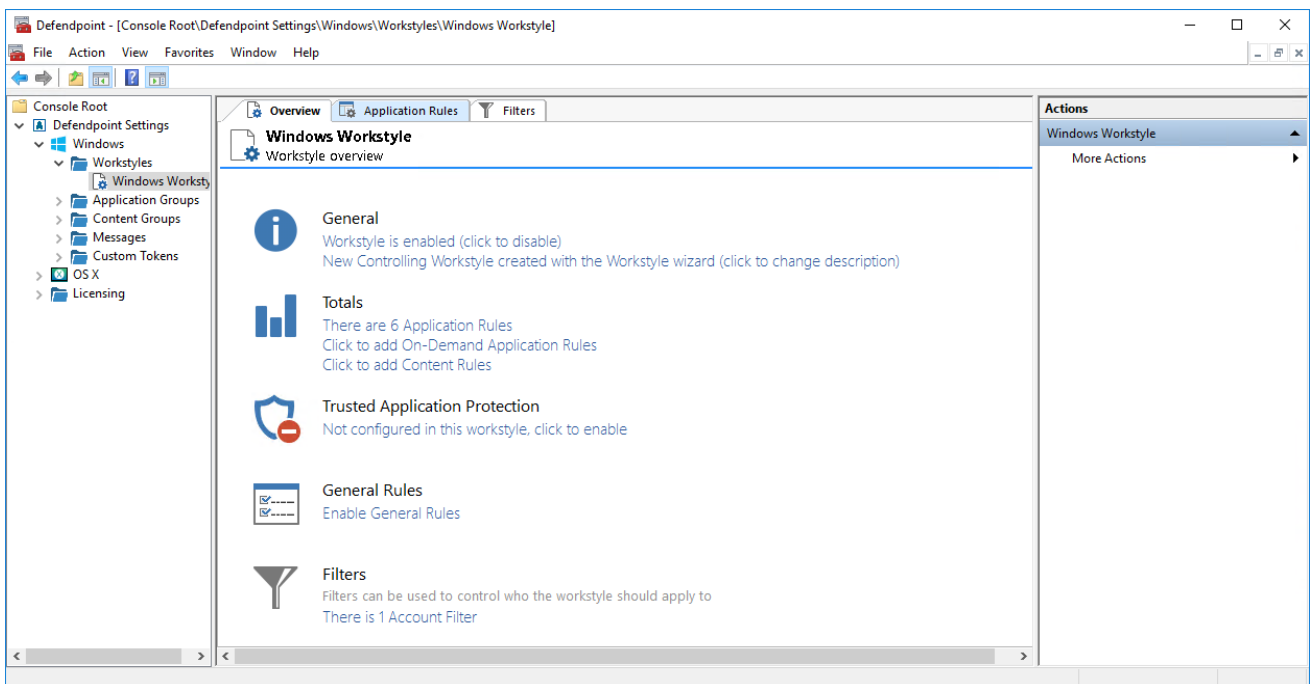 Defendpoint - [Console Root\Defendpoint Settings\Windows\Workstyles\Windows Workstyle]
File Action View Favorites Window Help
Console Root
Defendpoint Settings
Windows
Workstyles
Windows Worksty
Application Groups
Content Groups
Messages
Custom Tokens
OS X
Licensing
Overview Application Rules Filters
Windows Workstyle
Workstyle overview
General
Workstyle is enabled (click to disable)
New Controlling Workstyle created with the Workstyle wizard (click to change description)
Totals
There are 6 Application Rules
Click to add On-Demand Application Rules
Click to add Content Rules
Trusted Application Protection
Not configured in this workstyle, click to enable
General Rules
Enable General Rules
Filters
Filters can be used to control who the workstyle should apply to
There is 1 Account Filter
Actions
Windows Workstyle
More Actions